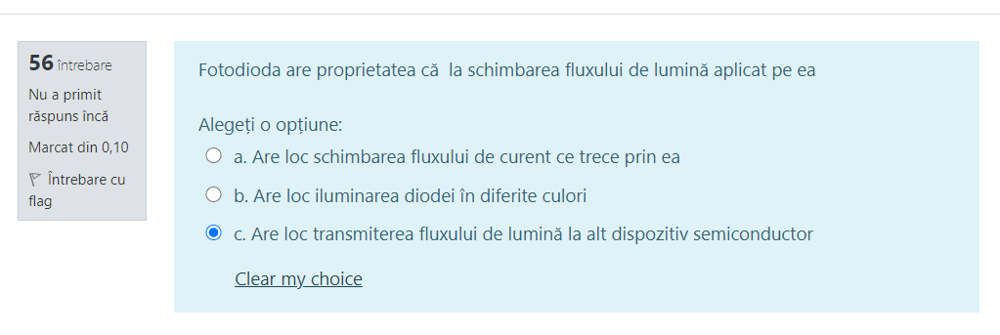 56 întrebare
Nu a primit
răspuns încă
Marcat din 0,10
Întrebare cu
flag
Fotodioda are proprietatea că la schimbarea fluxului de lumină aplicat pe ea
Alegeți o opțiune:
a. Are loc schimbarea fluxului de curent ce trece prin ea
b. Are loc iluminarea diodei în diferite culori
c. Are loc transmiterea fluxului de lumină la alt dispozitiv semiconductor
Clear my choice